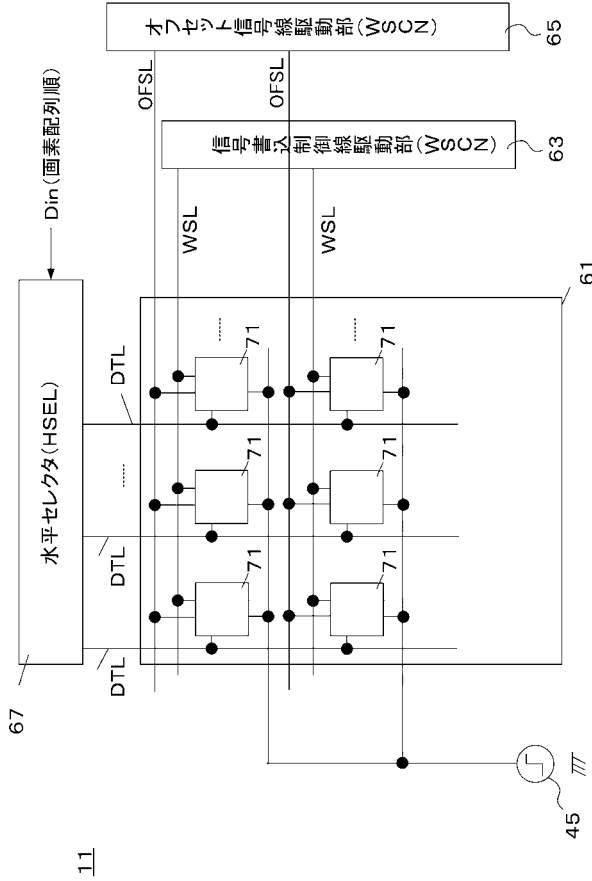 11
67
水平セレクタ(HSEL)
Din(画素配列順)
DTL
DTL
DTL
OFSL
WSL
71
71
71
OFSL
WSL
71
71
71
信号書込制御線駆動部(WSCN)
オフセット信号線駆動部(WSCN)
63
65
45
61